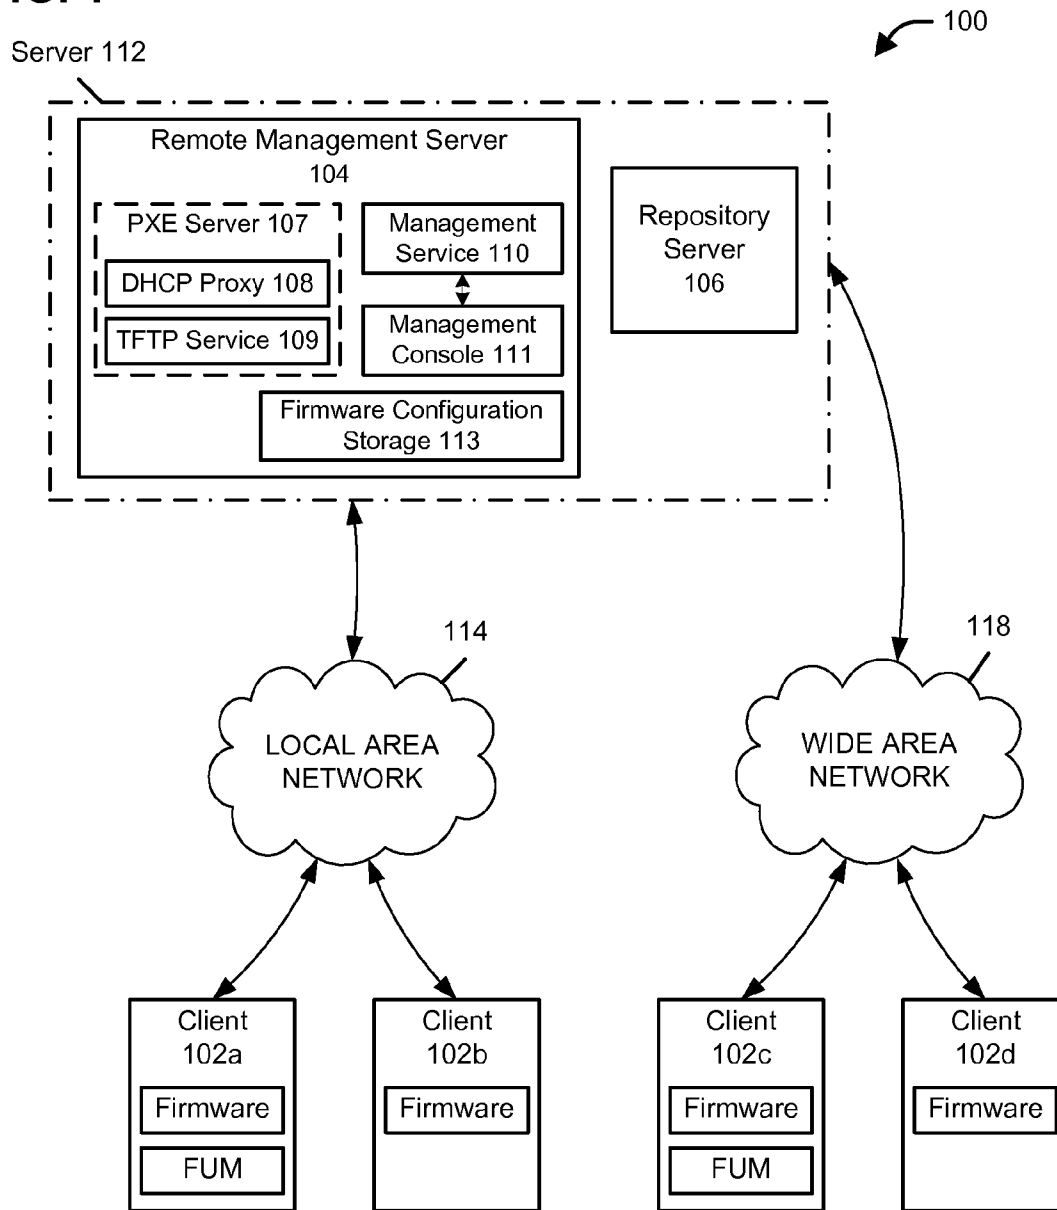 100
Server 112
Remote Management Server
104
PXE Server 107
DHCP Proxy 108
TFTP Service 109
Management
Service 110
Management
Console 111
Firmware Configuration
Storage 113
Repository
Server
106
114
LOCAL AREA
NETWORK
118
WIDE AREA
NETWORK
Client
102a
Firmware
FUM
Client
102b
Firmware
Client
102c
Firmware
FUM
Client
102d
Firmware